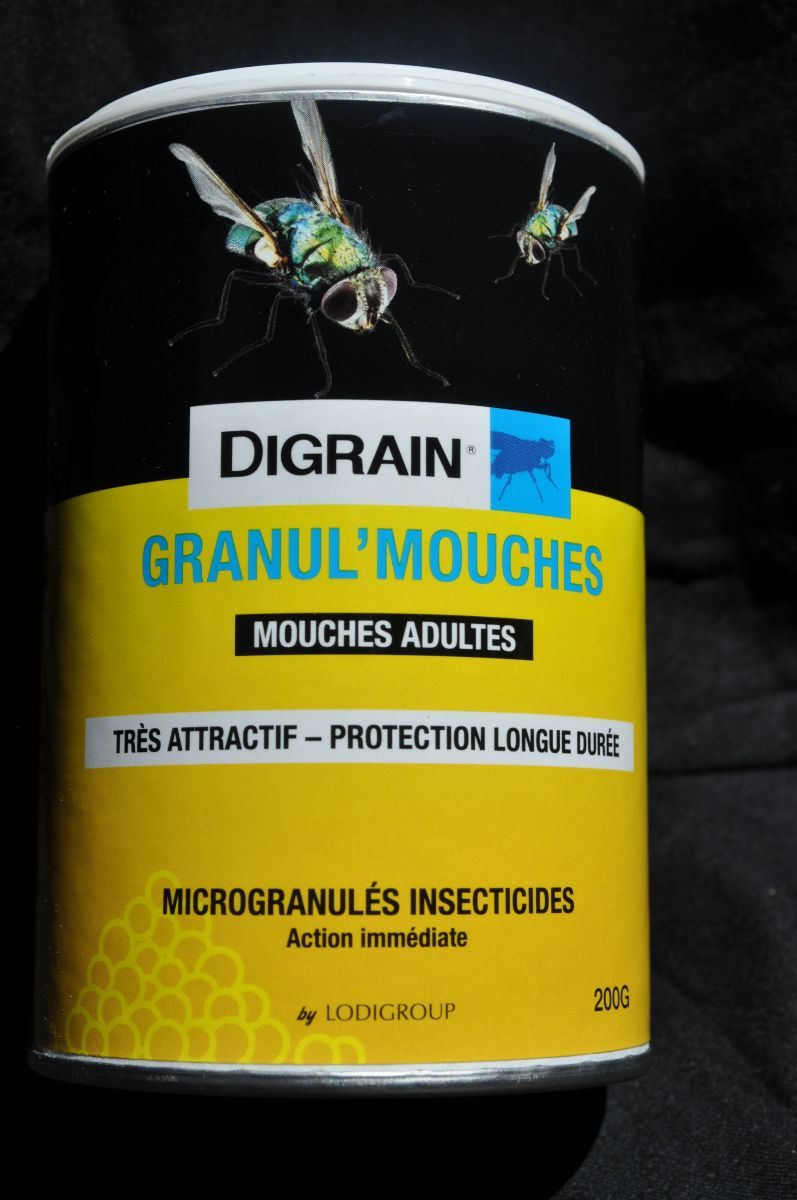 DIGRAIN®
GRANUL'MOUCHES
MOUCHES ADULTES
TRÈS ATTRACTIF – PROTECTION LONGUE DURÉE
MICROGRANULÉS INSECTICIDES
Action immédiate
by LODIGROUP
200G